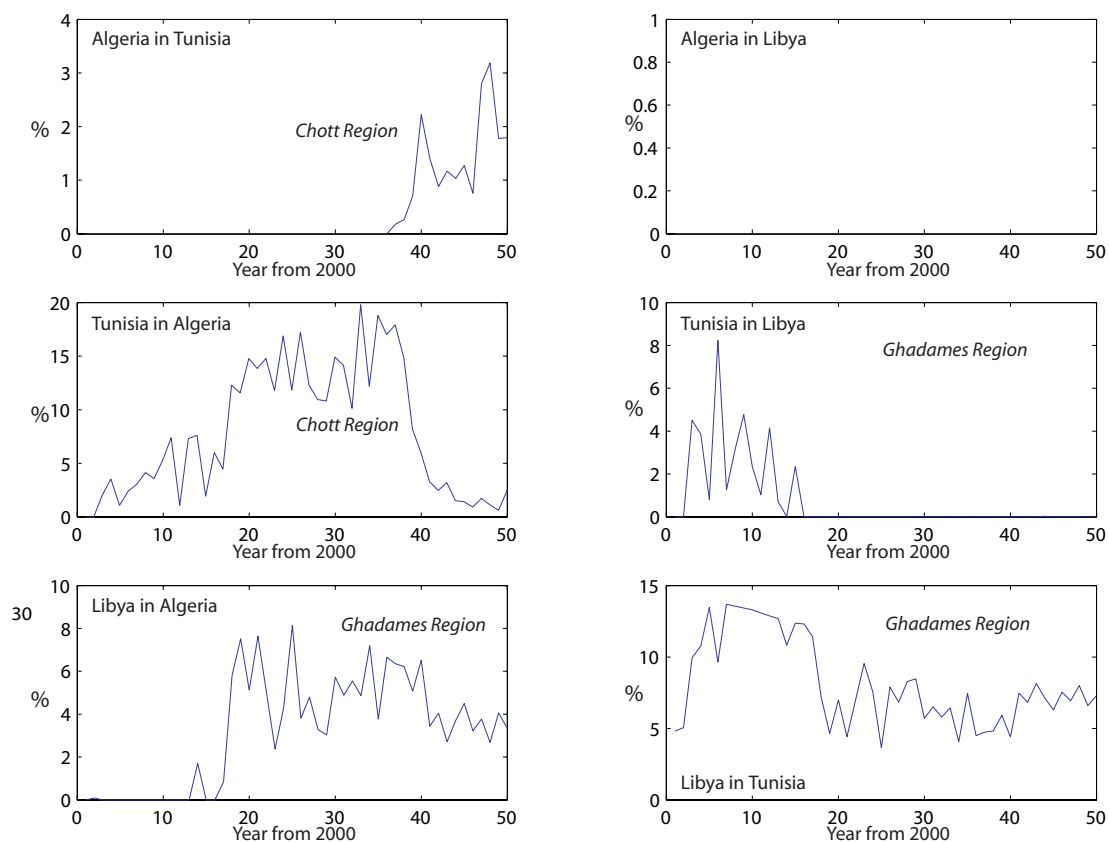 4
3
2
1
0
%
Algeria in Tunisia
Chott Region
0 10 20 30 40 50
Year from 2000
1
0.8
0.6
0.4
0.2
0
%
Algeria in Libya
0 10 20 30 40 50
Year from 2000
20
15
10
5
0
%
Tunisia in Algeria
Chott Region
0 10 20 30 40 50
Year from 2000
10
8
6
4
2
0
%
Tunisia in Libya
Ghadames Region
0 10 20 30 40 50
Year from 2000
30
10
8
6
4
2
0
%
Libya in Algeria
Ghadames Region
0 10 20 30 40 50
Year from 2000
15
10
5
0
%
Ghadames Region
Libya in Tunisia
0 10 20 30 40 50
Year from 2000